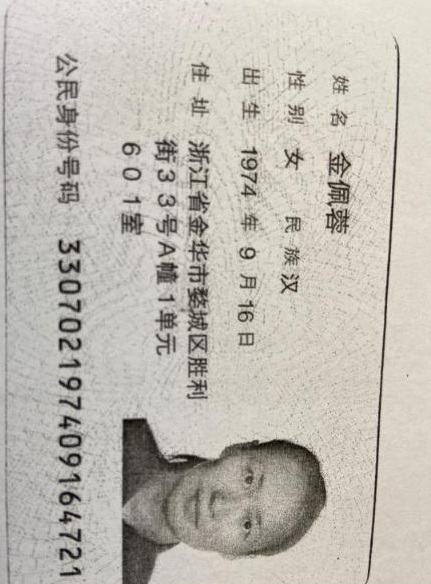 姓名 金佩蓉
性别 女 民族 汉
出生 1974 年 9 月 16 日
住址 浙江省金华市婺城区胜利
街33号A幢1单元
601室
公民身份号码 330702197409164721